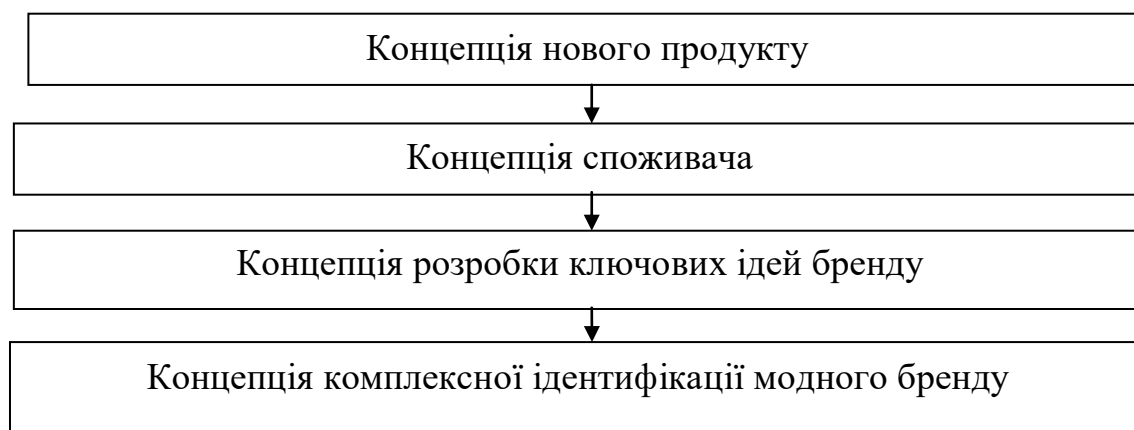 Концепція нового продукту
Концепція споживача
Концепція розробки ключових ідей бренду
Концепція комплексної ідентифікації модного бренду